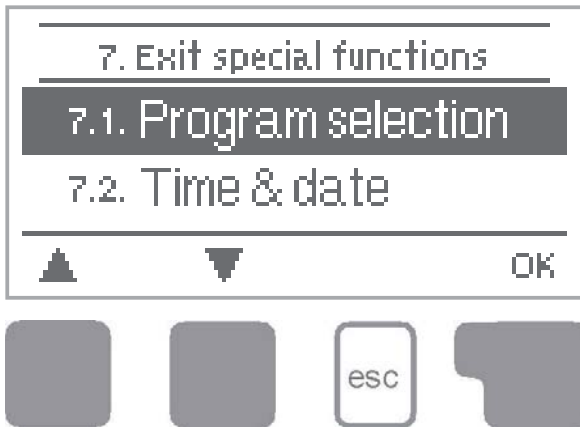 7. Exit special functions
7.1. Program selection
7.2. Time & date
OK
esc